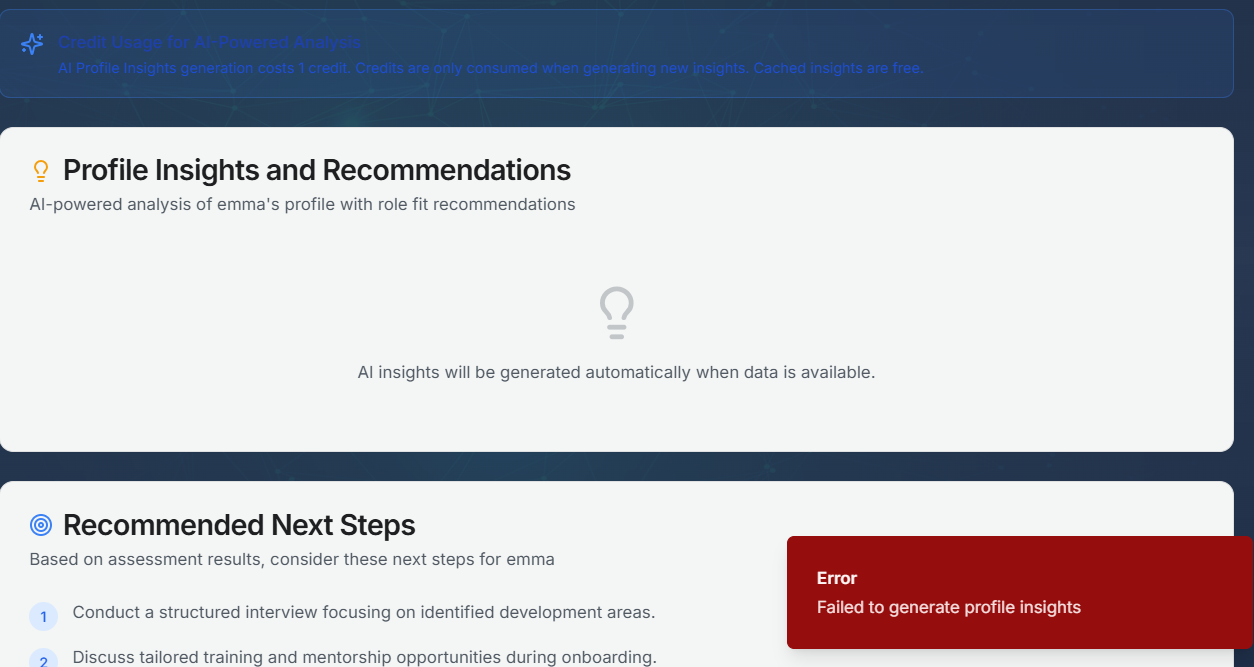 Credit Usage for AI-Powered Analysis
AI Profile Insights generation costs 1 credit. Credits are only consumed when generating new insights. Cached insights are free.
Profile Insights and Recommendations
AI-powered analysis of emma's profile with role fit recommendations
AI insights will be generated automatically when data is available.
Recommended Next Steps
Based on assessment results, consider these next steps for emma
Error
Failed to generate profile insights
1 Conduct a structured interview focusing on identified development areas.
2 Discuss tailored training and mentorship opportunities during onboarding.